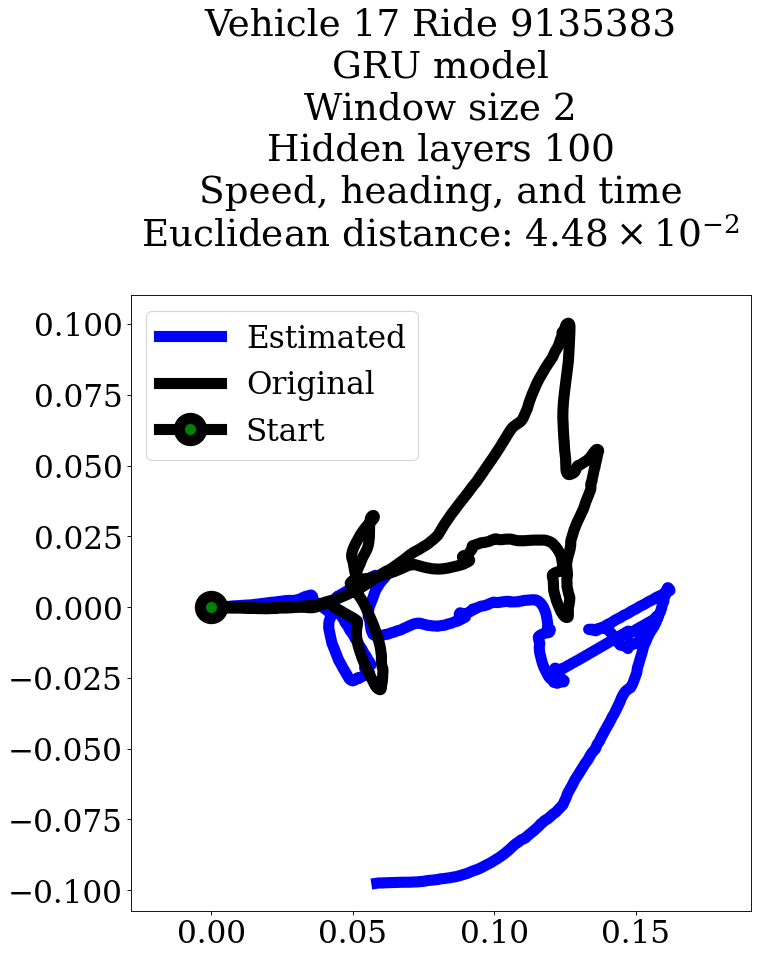 Vehicle 17 Ride 9135383
GRU model
Window size 2
Hidden layers 100
Speed, heading, and time
Euclidean distance: 4.48 × 10⁻²
Estimated
Original
Start
0.100
0.075
0.050
0.025
0.000
−0.025
−0.050
−0.075
−0.100
0.00 0.05 0.10 0.15